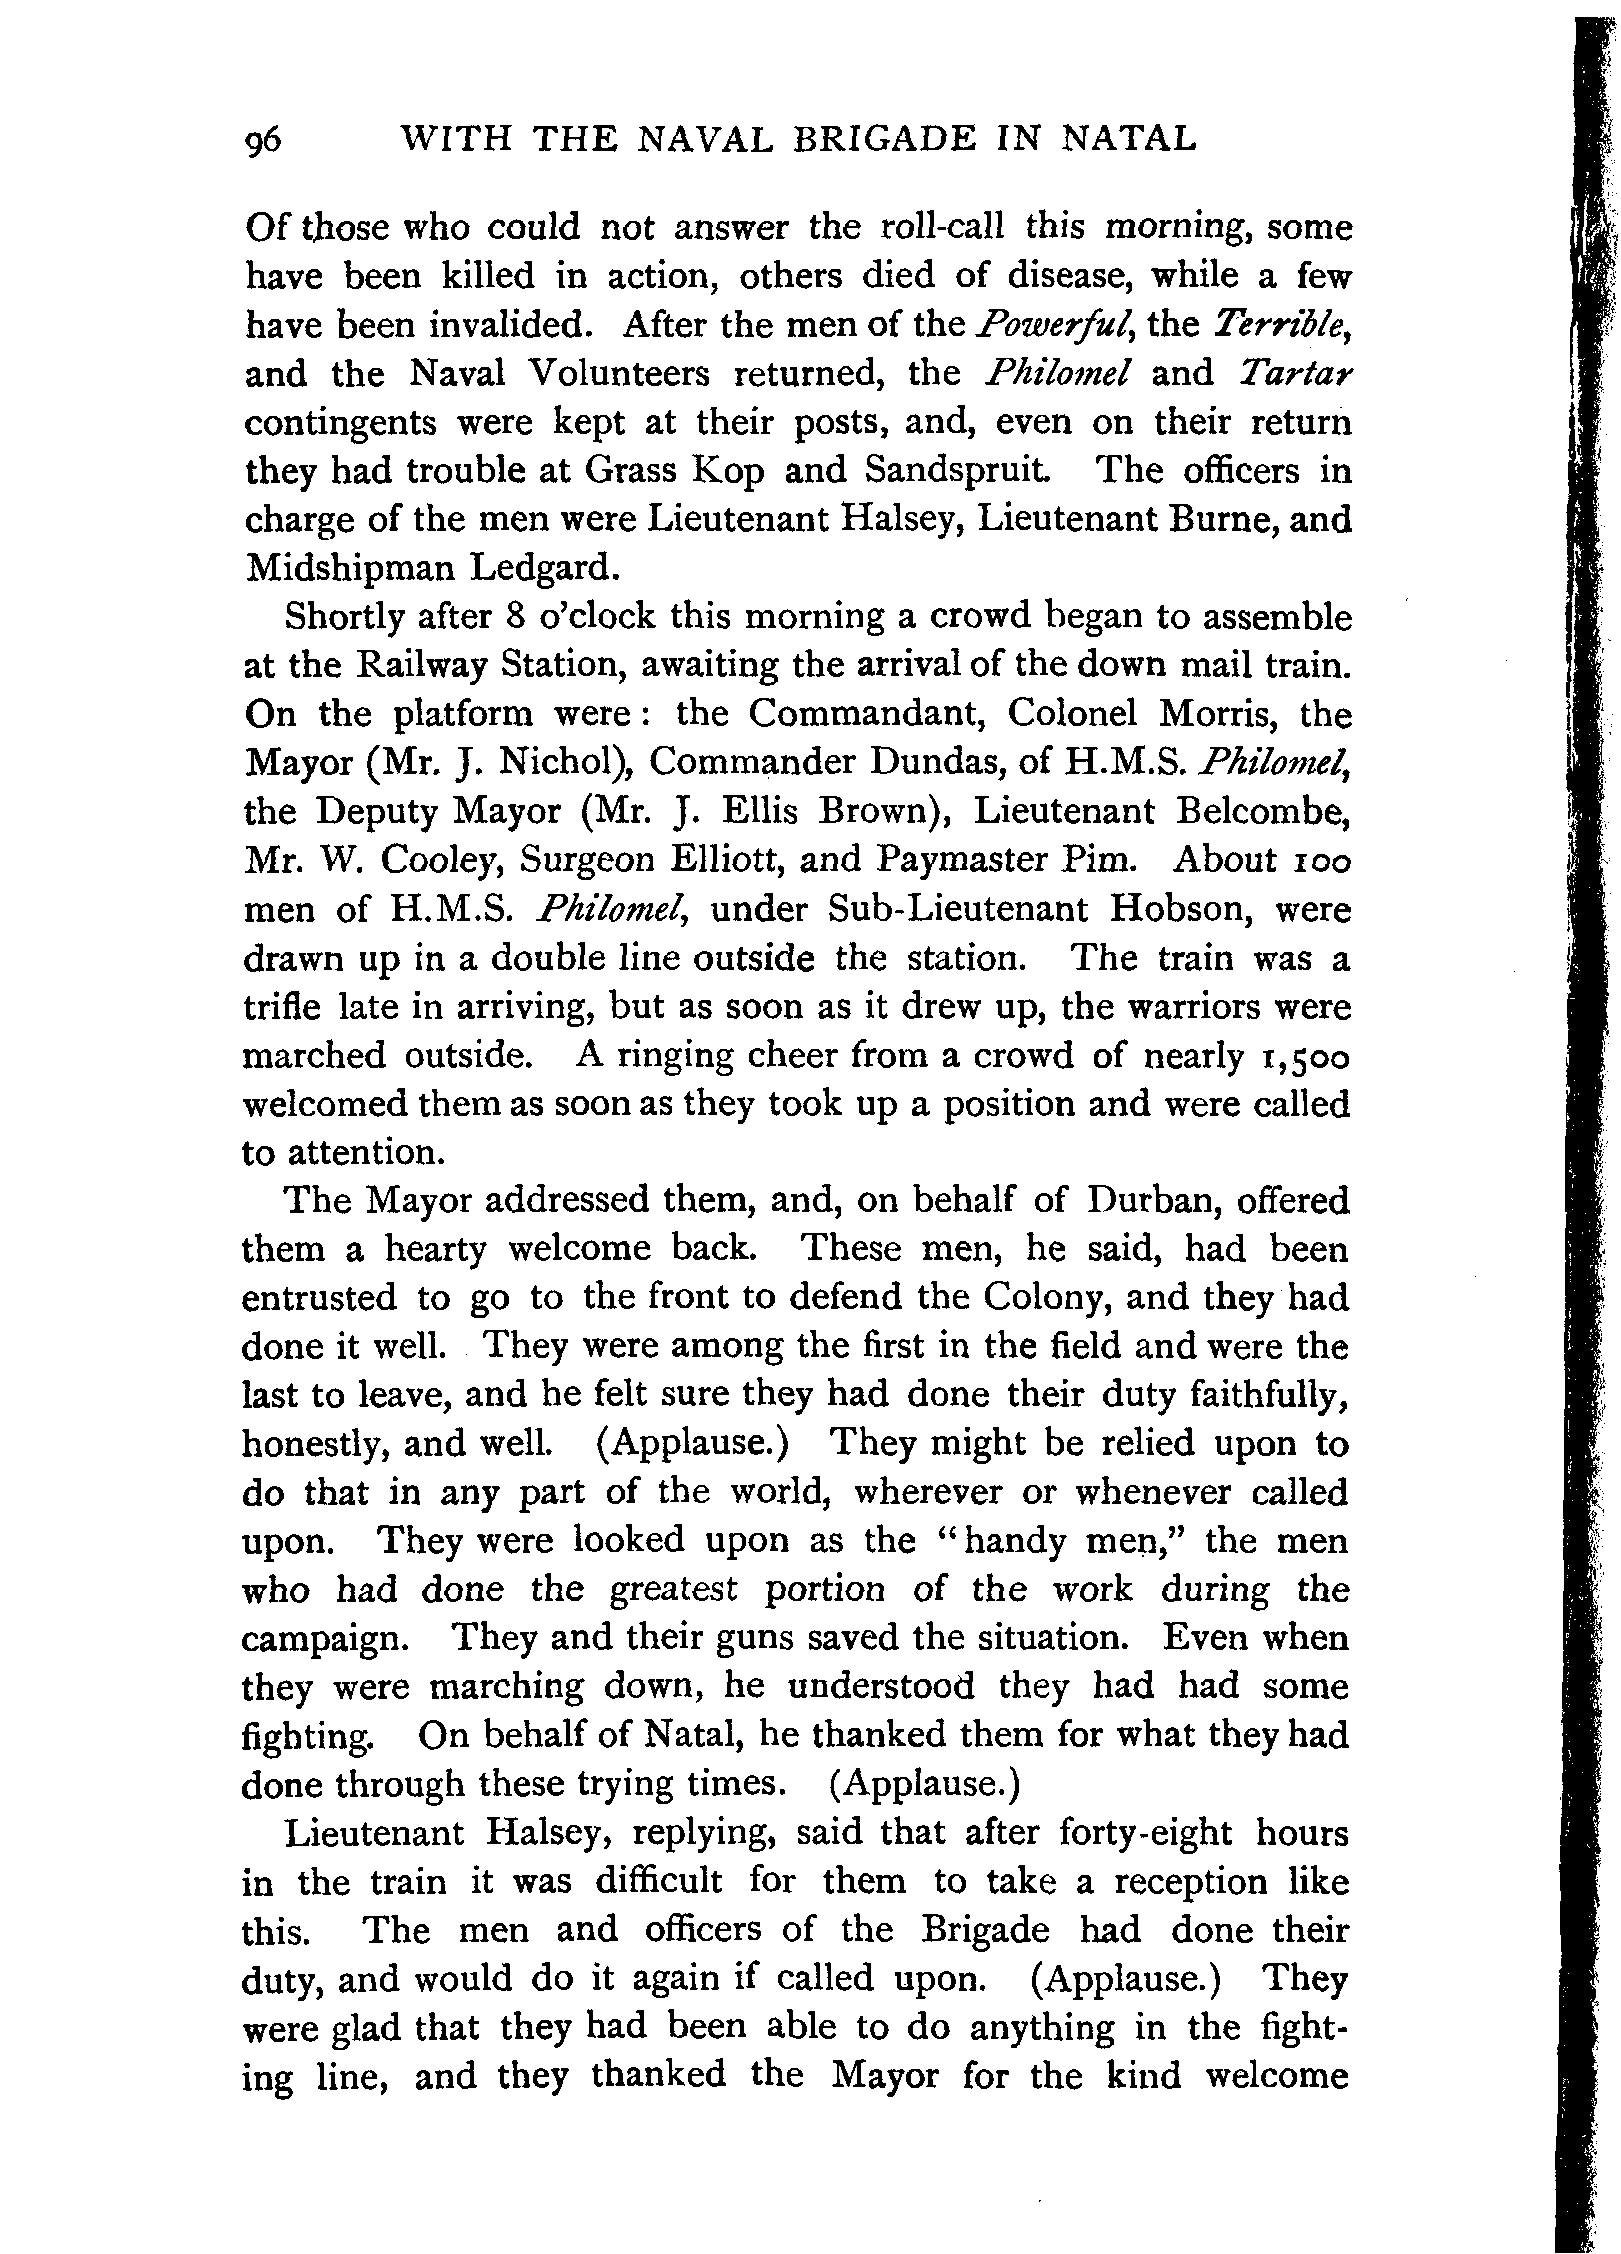 96 WITH THE NAVAL BRIGADE IN NATAL
Of those who could not answer the roll-call this morning, some
have been killed in action, others died of disease, while a few
have been invalided. After the men of the Powerful, the Terrible,
and the Naval Volunteers returned, the Philomel and Tartar
contingents were kept at their posts, and, even on their return
they had trouble at Grass Kop and Sandspruit. The officers in
charge of the men were Lieutenant Halsey, Lieutenant Burne, and
Midshipman Ledgard.
Shortly after 8 o'clock this morning a crowd began to assemble
at the Railway Station, awaiting the arrival of the down mail train.
On the platform were : the Commandant, Colonel Morris, the
Mayor (Mr. J. Nichol), Commander Dundas, of H.M.S. Philomel,
the Deputy Mayor (Mr. J. Ellis Brown), Lieutenant Belcombe,
Mr. W. Cooley, Surgeon Elliott, and Paymaster Pim. About 100
men of H.M.S. Philomel, under Sub-Lieutenant Hobson, were
drawn up in a double line outside the station. The train was a
trifle late in arriving, but as soon as it drew up, the warriors were
marched outside. A ringing cheer from a crowd of nearly 1,500
welcomed them as soon as they took up a position and were called
to attention.
The Mayor addressed them, and, on behalf of Durban, offered
them a hearty welcome back. These men, he said, had been
entrusted to go to the front to defend the Colony, and they had
done it well. They were among the first in the field and were the
last to leave, and he felt sure they had done their duty faithfully,
honestly, and well. (Applause.) They might be relied upon to
do that in any part of the world, wherever or whenever called
upon. They were looked upon as the "handy men," the men
who had done the greatest portion of the work during the
campaign. They and their guns saved the situation. Even when
they were marching down, he understood they had had some
fighting. On behalf of Natal, he thanked them for what they had
done through these trying times. (Applause.)
Lieutenant Halsey, replying, said that after forty-eight hours
in the train it was difficult for them to take a reception like
this. The men and officers of the Brigade had done their
duty, and would do it again if called upon. (Applause.) They
were glad that they had been able to do anything in the fight-
ing line, and they thanked the Mayor for the kind welcome